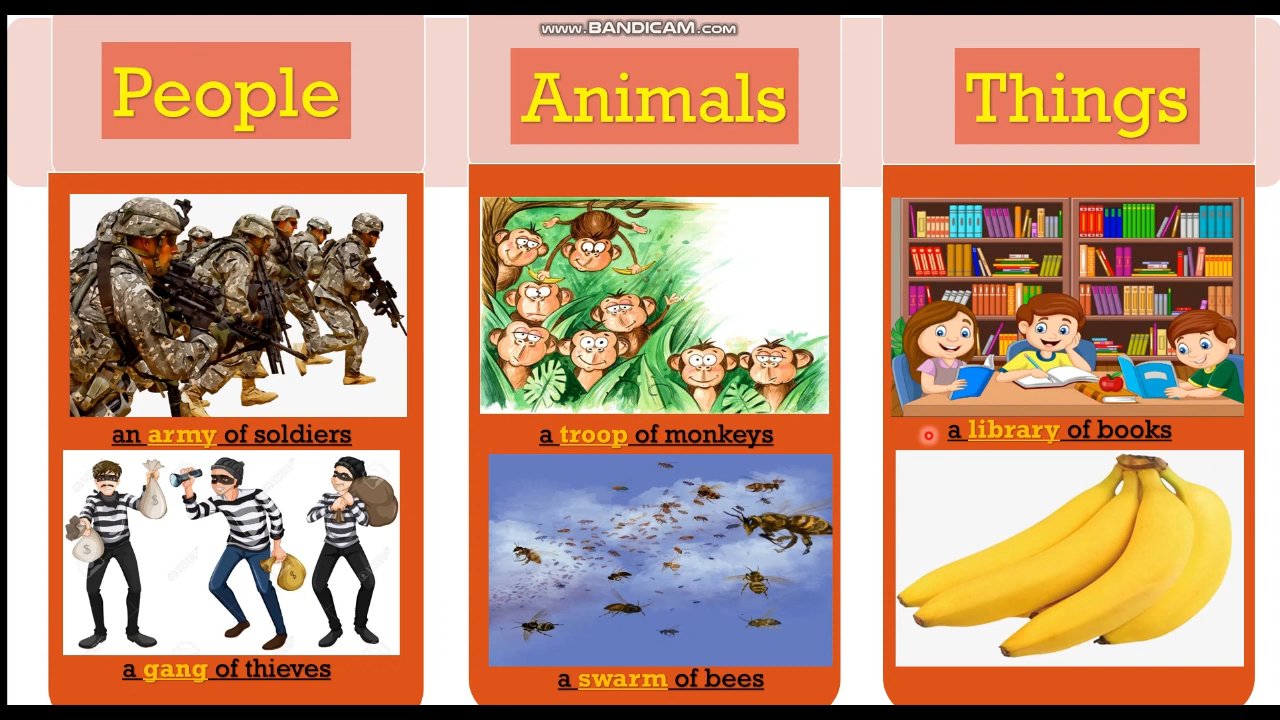 www.BANDICAM.com
People
an army of soldiers
a gang of thieves
Animals
a troop of monkeys
a swarm of bees
Things
a library of books